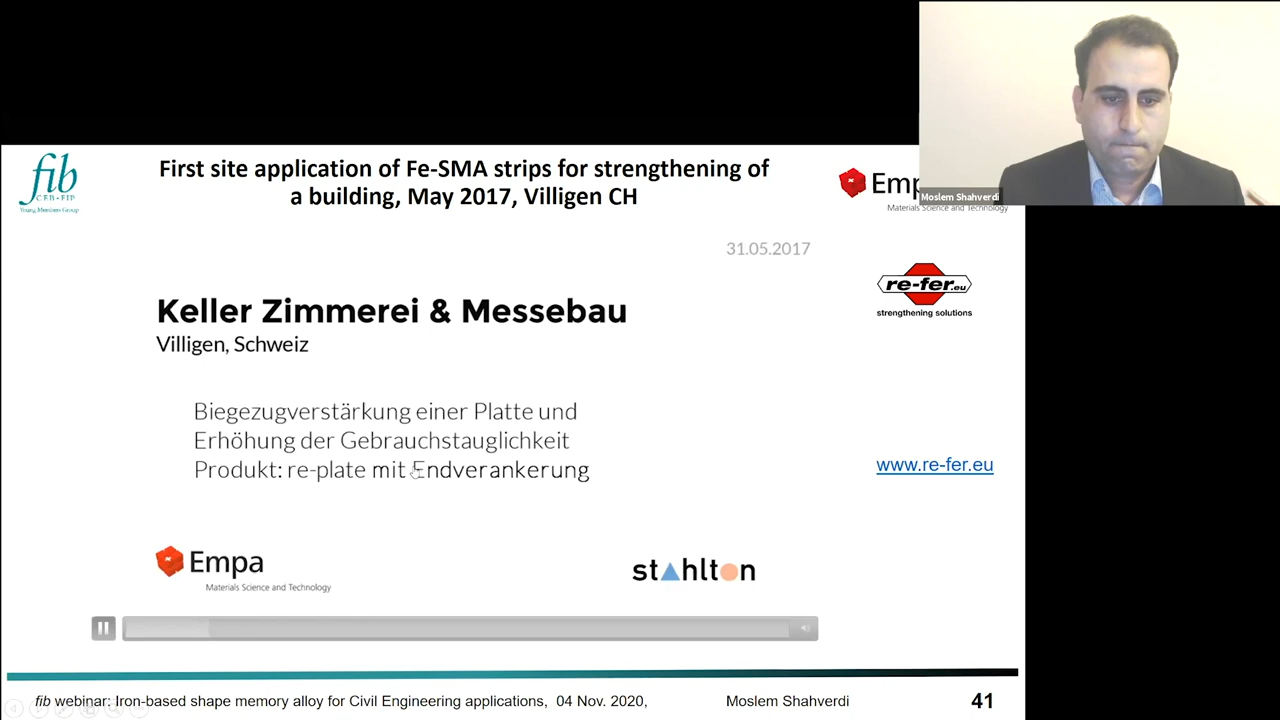 fib
CEB-FIP
Young Members Group
First site application of Fe-SMA strips for strengthening of
a building, May 2017, Villigen CH
Emp
Materials Science and Technology
Moslem Shahverdi
31.05.2017
re-fer.eu
strengthening solutions
Keller Zimmerei & Messebau
Villigen, Schweiz
Biegezugverstärkung einer Platte und
Erhöhung der Gebrauchstauglichkeit
Produkt: re-plate mit Endverankerung
www.re-fer.eu
Empa
Materials Science and Technology
stahlton
fib webinar: Iron-based shape memory alloy for Civil Engineering applications, 04 Nov. 2020,
Moslem Shahverdi
41